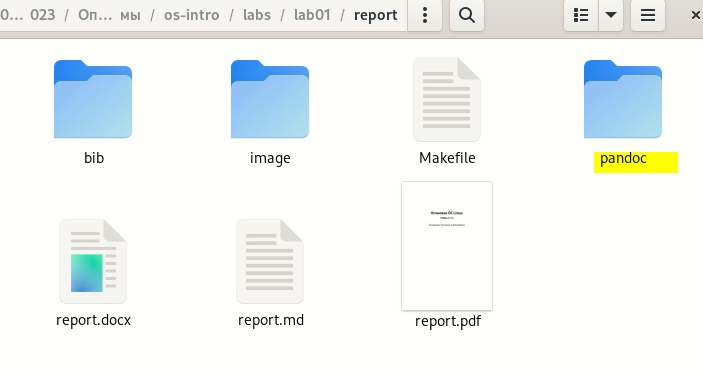 0... 023 / Оп... мы / os-intro / labs / lab01 / report
bib image Makefile pandoc
report.docx report.md report.pdf